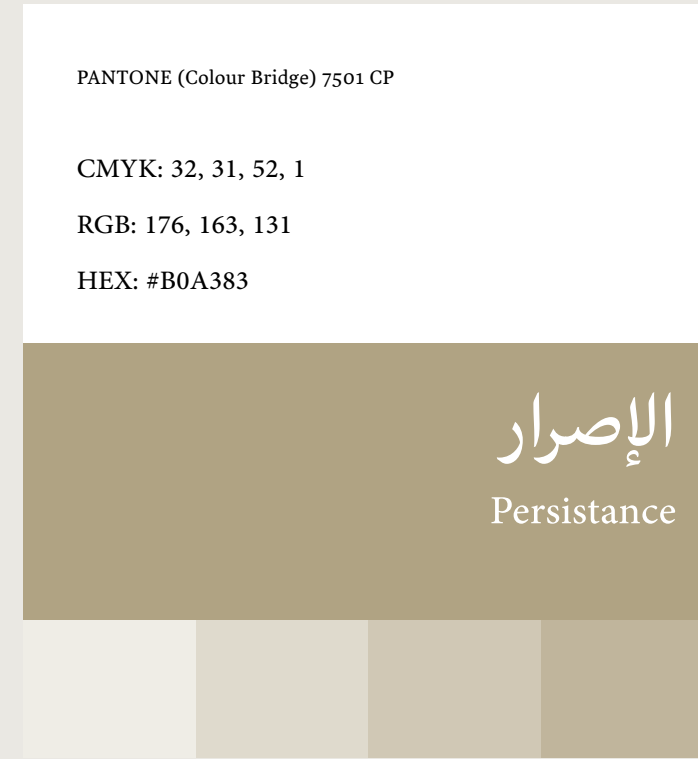 PANTONE (Colour Bridge) 7501 CP
CMYK: 32, 31, 52, 1
RGB: 176, 163, 131
HEX: #B0A383
الإصرار
Persistance